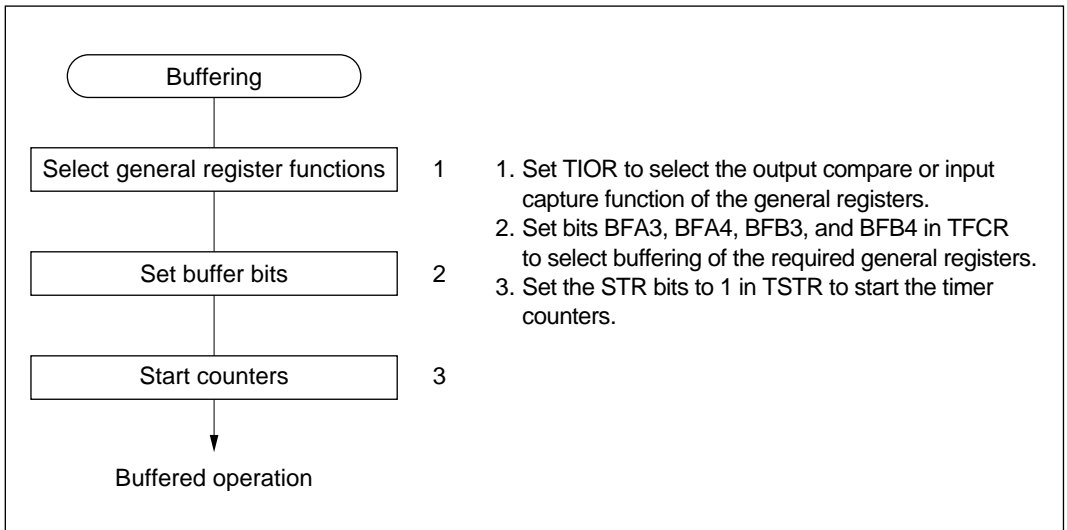 Buffering
Select general register functions 1
Set buffer bits 2
Start counters 3
Buffered operation
1. Set TIOR to select the output compare or input
capture function of the general registers.
2. Set bits BFA3, BFA4, BFB3, and BFB4 in TFCR
to select buffering of the required general registers.
3. Set the STR bits to 1 in TSTR to start the timer
counters.